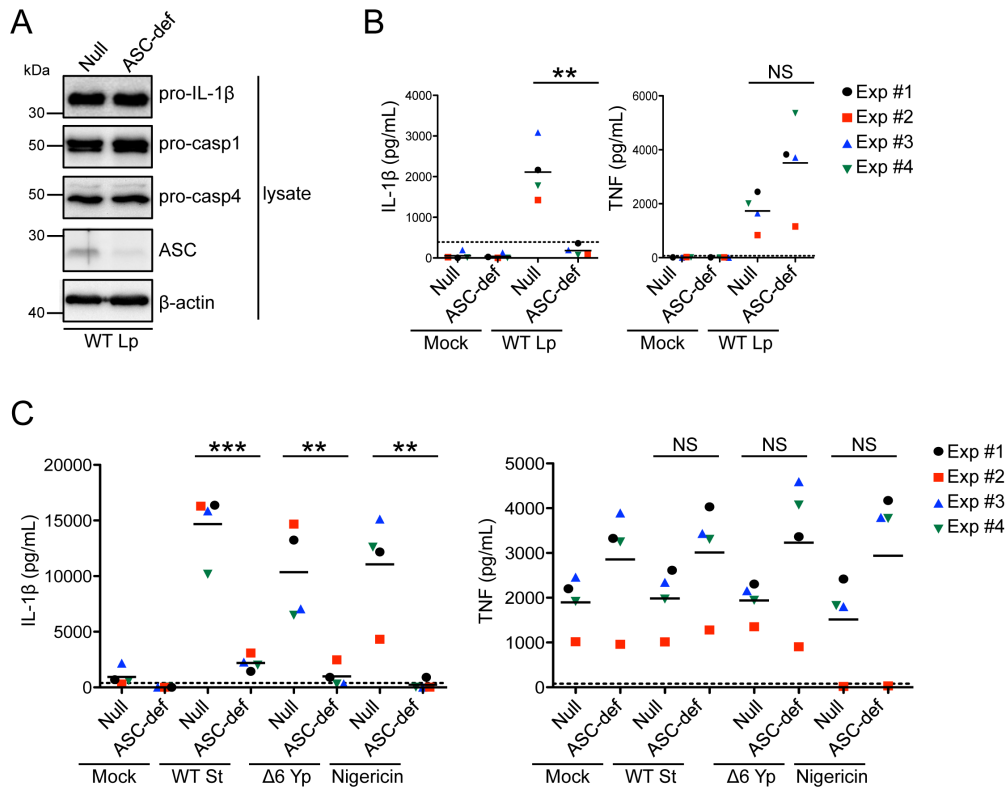 A
Null
ASC-def
kDa
30
pro-IL-1β
50
pro-casp1
50
pro-casp4
30
ASC
40
β-actin
lysate
WT Lp
B
**
IL-1β (pg/mL)
4000
3000
2000
1000
0
Null
ASC-def
Null
ASC-def
Mock
WT Lp
NS
TNF (pg/mL)
6000
4000
2000
0
Null
ASC-def
Null
ASC-def
Mock
WT Lp
Exp #1
Exp #2
Exp #3
Exp #4
C
***
**
**
IL-1β (pg/mL)
20000
15000
10000
5000
0
Null
ASC-def
Null
ASC-def
Null
ASC-def
Null
ASC-def
Mock
WT St
Δ6 Yp
Nigericin
NS
NS
NS
TNF (pg/mL)
5000
4000
3000
2000
1000
0
Null
ASC-def
Null
ASC-def
Null
ASC-def
Null
ASC-def
Mock
WT St
Δ6 Yp
Nigericin
Exp #1
Exp #2
Exp #3
Exp #4